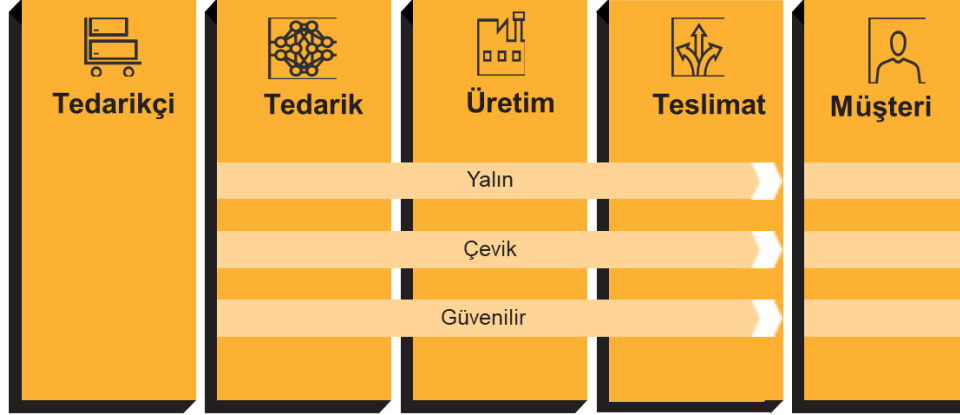 Tedarikçi
Tedarik
Üretim
Teslimat
Müşteri
Yalın
Çevik
Güvenilir